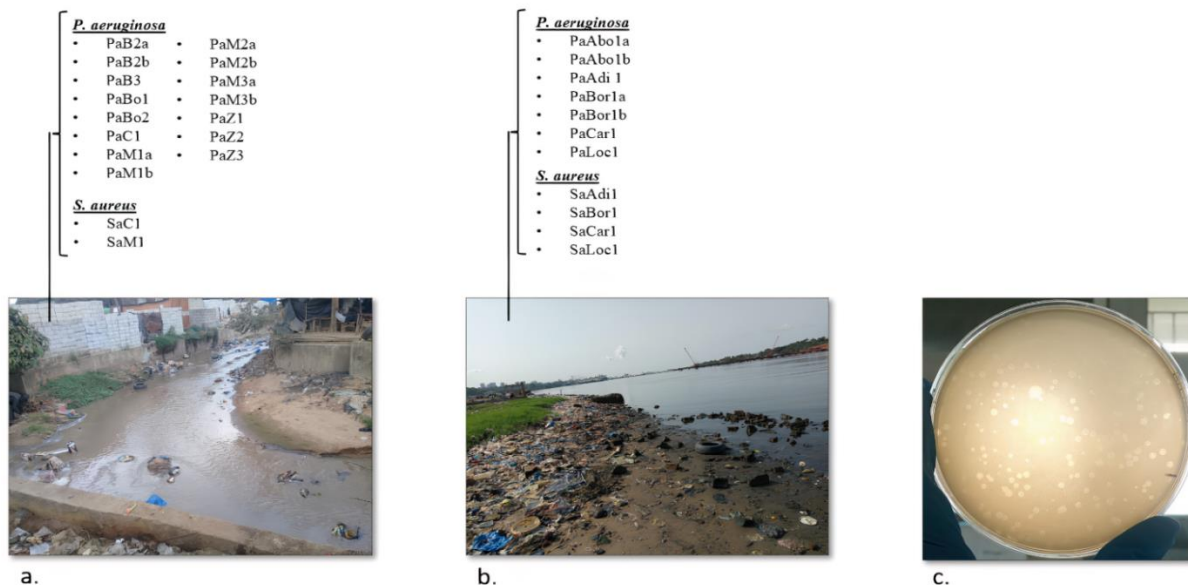 P. aeruginosa
• PaB2a • PaM2a
• PaB2b • PaM2b
• PaB3 • PaM3a
• PaBo1 • PaM3b
• PaBo2 • PaZ1
• PaC1 • PaZ2
• PaM1a • PaZ3
• PaM1b
S. aureus
• SaC1
• SaM1
P. aeruginosa
• PaAbo1a
• PaAbo1b
• PaAdi 1
• PaBor1a
• PaBor1b
• PaCar1
• PaLoc1
S. aureus
• SaAdi1
• SaBor1
• SaCar1
• SaLoc1
a.
b.
c.